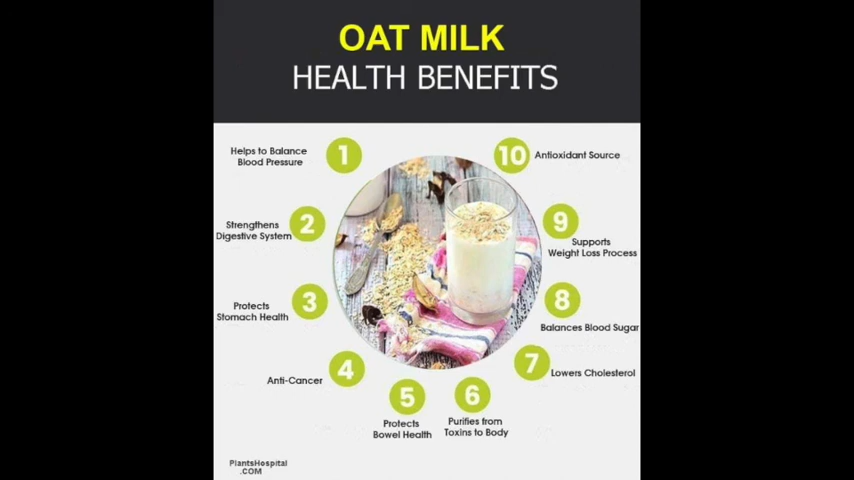 OAT MILK
HEALTH BENEFITS
1
Helps to Balance
Blood Pressure
2
Strengthens
Digestive System
3
Protects
Stomach Health
4
Anti-Cancer
5
Protects
Bowel Health
6
Purifies from
Toxins to Body
7
Lowers Cholesterol
8
Balances Blood Sugar
9
Supports
Weight Loss Process
10
Antioxidant Source
PlantsHospital
.COM